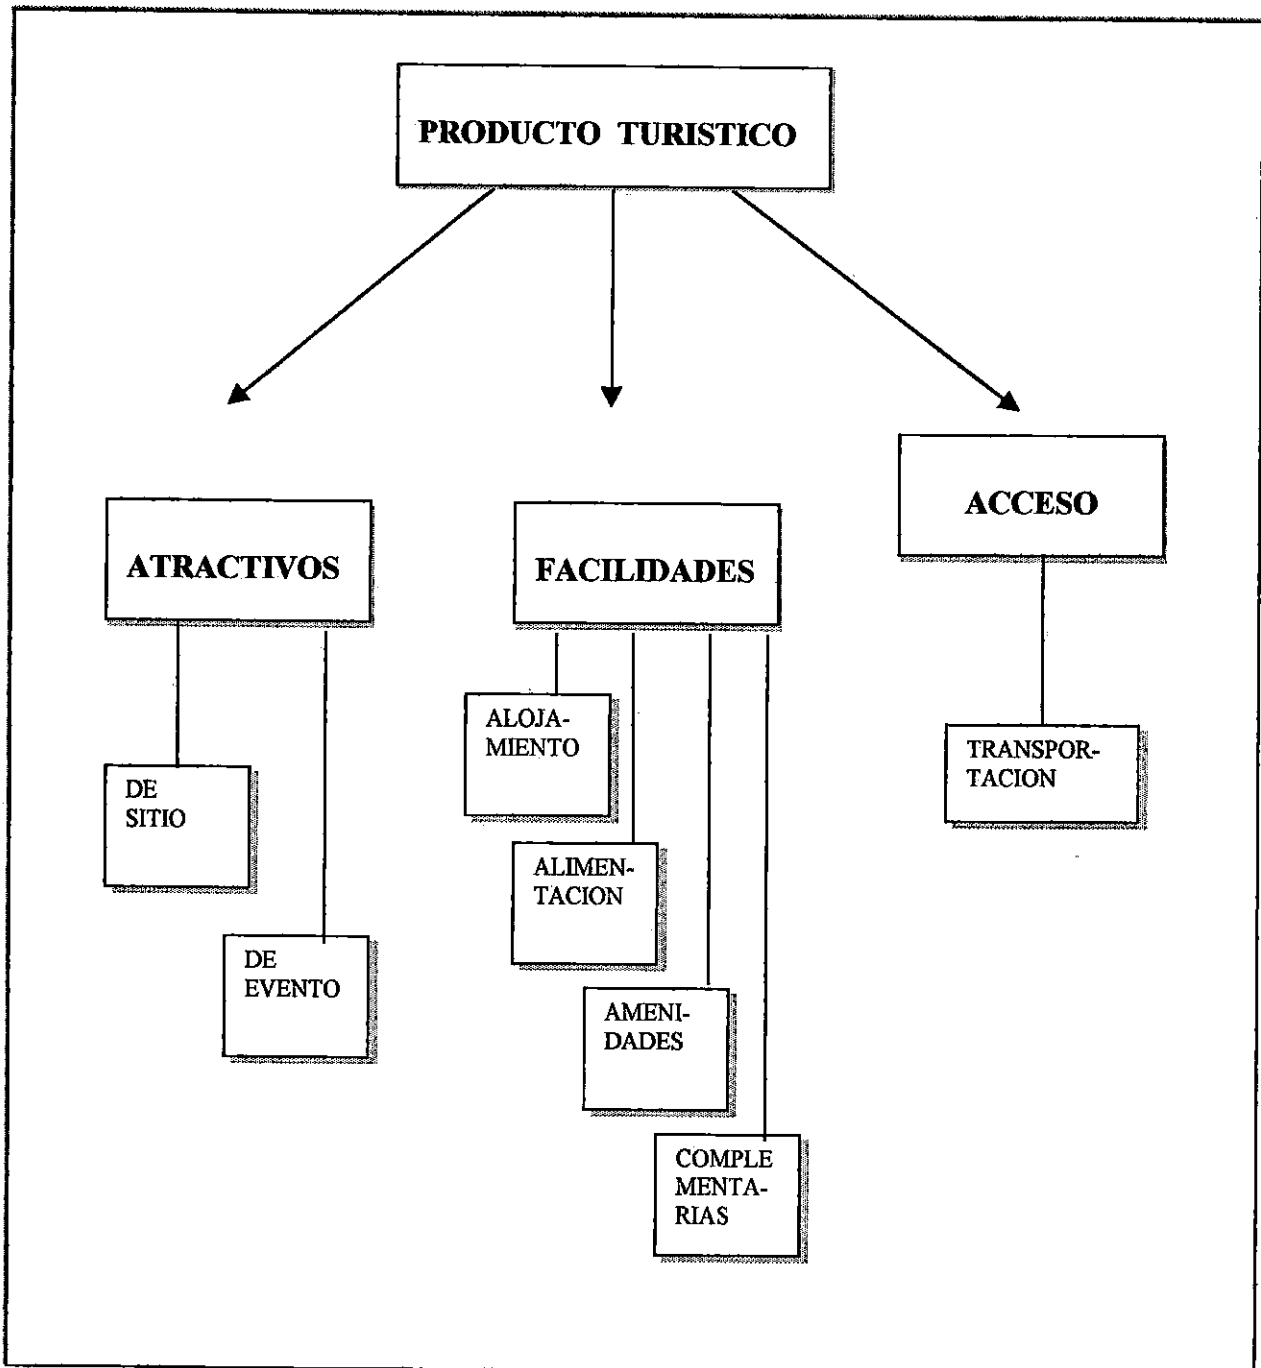 PRODUCTO TURISTICO
ACCESO
ATRACTIVOS
FACILIDADES
ALOJA-
MIENTO
TRANSPOR-
TACION
DE
SITIO
ALIMEN-
TACION
DE
EVENTO
AMENI-
DADES
COMPLE
MENTA-
RIAS